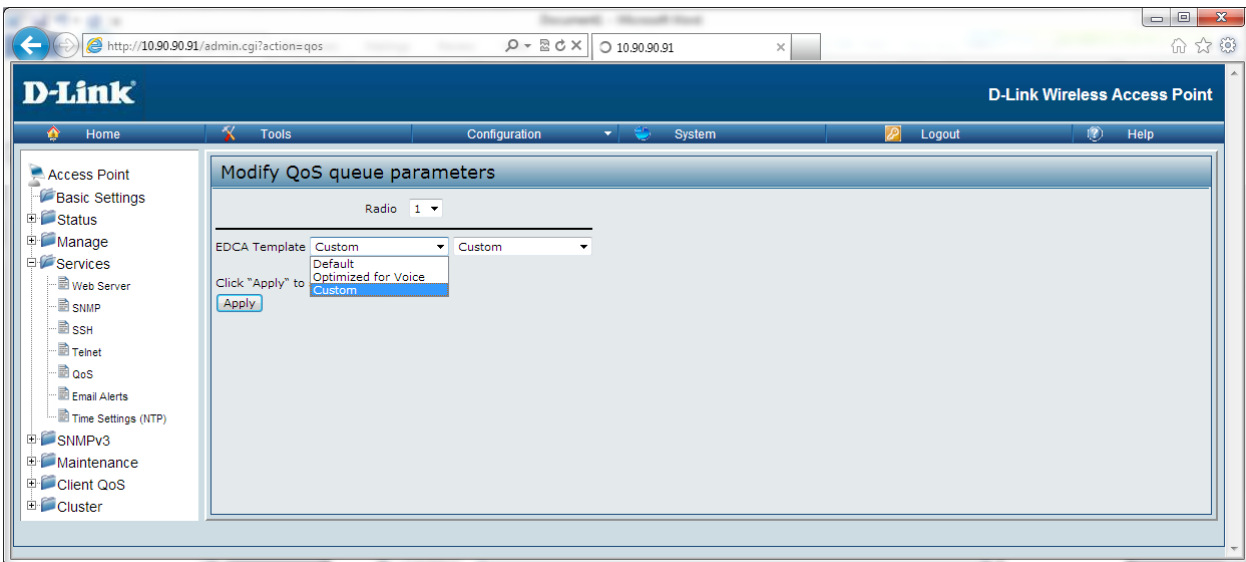 http://10.90.90.91/admin.cgi?action=qos
10.90.90.91
D-Link
D-Link Wireless Access Point
Home Tools Configuration System Logout Help
Access Point
Basic Settings
Status
Manage
Services
Web Server
SNMP
SSH
Telnet
QoS
Email Alerts
Time Settings (NTP)
SNMPv3
Maintenance
Client QoS
Cluster
Modify QoS queue parameters
Radio 1
EDCA Template Custom Custom
Default
Optimized for Voice
Custom
Click "Apply" to
Apply